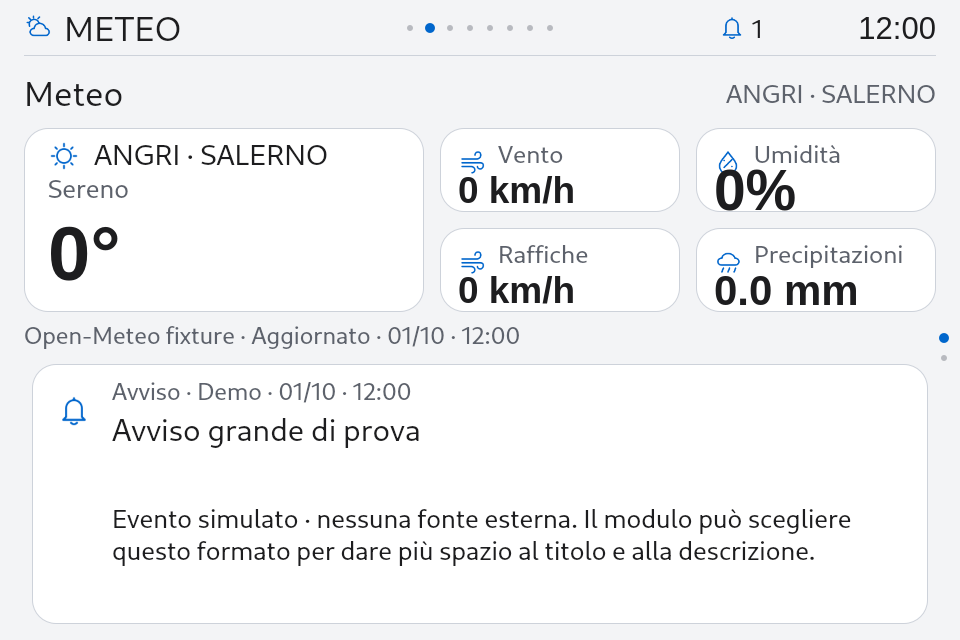 METEO
1
12:00
Meteo
ANGRI · SALERNO
ANGRI · SALERNO
Sereno
0°
Vento
0 km/h
Umidità
0%
Raffiche
0 km/h
Precipitazioni
0.0 mm
Open-Meteo fixture · Aggiornato · 01/10 · 12:00
Avviso · Demo · 01/10 · 12:00
Avviso grande di prova
Evento simulato · nessuna fonte esterna. Il modulo può scegliere
questo formato per dare più spazio al titolo e alla descrizione.